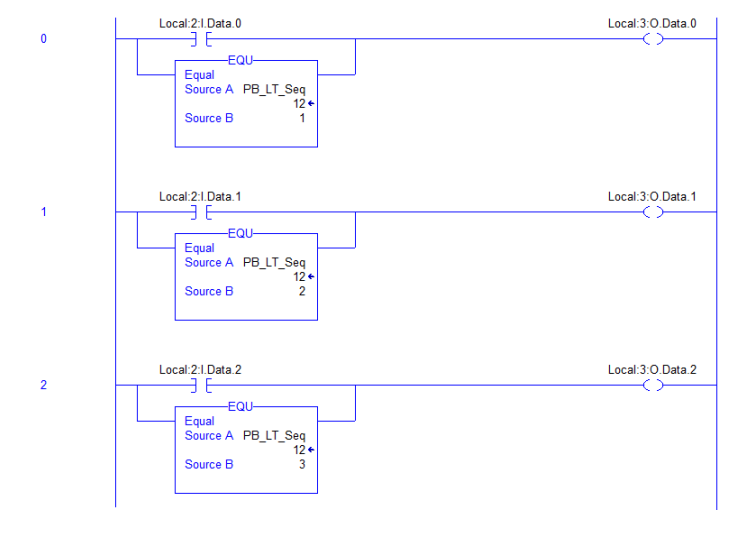 Local:2:I.Data.0 Local:3:O.Data.0
0
EQU
Equal
Source A PB_LT_Seq
12
Source B 1
Local:2:I.Data.1 Local:3:O.Data.1
1
EQU
Equal
Source A PB_LT_Seq
12
Source B 2
Local:2:I.Data.2 Local:3:O.Data.2
2
EQU
Equal
Source A PB_LT_Seq
12
Source B 3